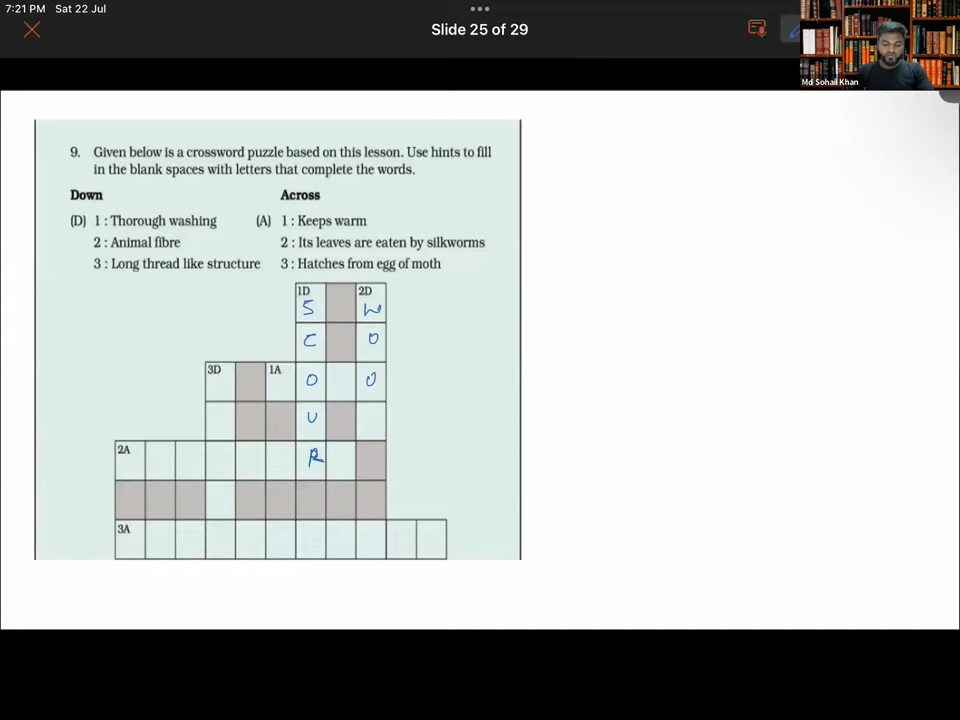 7:21 PM Sat 22 Jul
Slide 25 of 29
Md Sohail Khan
9. Given below is a crossword puzzle based on this lesson. Use hints to fill
in the blank spaces with letters that complete the words.
Down Across
(D) 1 : Thorough washing (A) 1 : Keeps warm
2 : Animal fibre 2 : Its leaves are eaten by silkworms
3 : Long thread like structure 3 : Hatches from egg of moth
1D 2D
S W
C O
3D 1A
O O
U
2A
R
3A